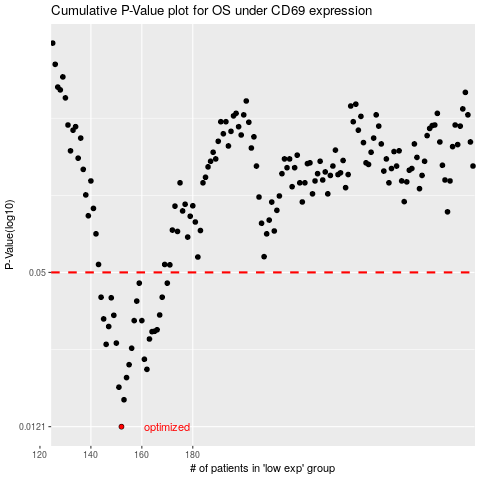 Cumulative P-Value plot for OS under CD69 expression
P-Value(log10)
0.05
0.0121
optimized
120 140 160 180
# of patients in 'low exp' group